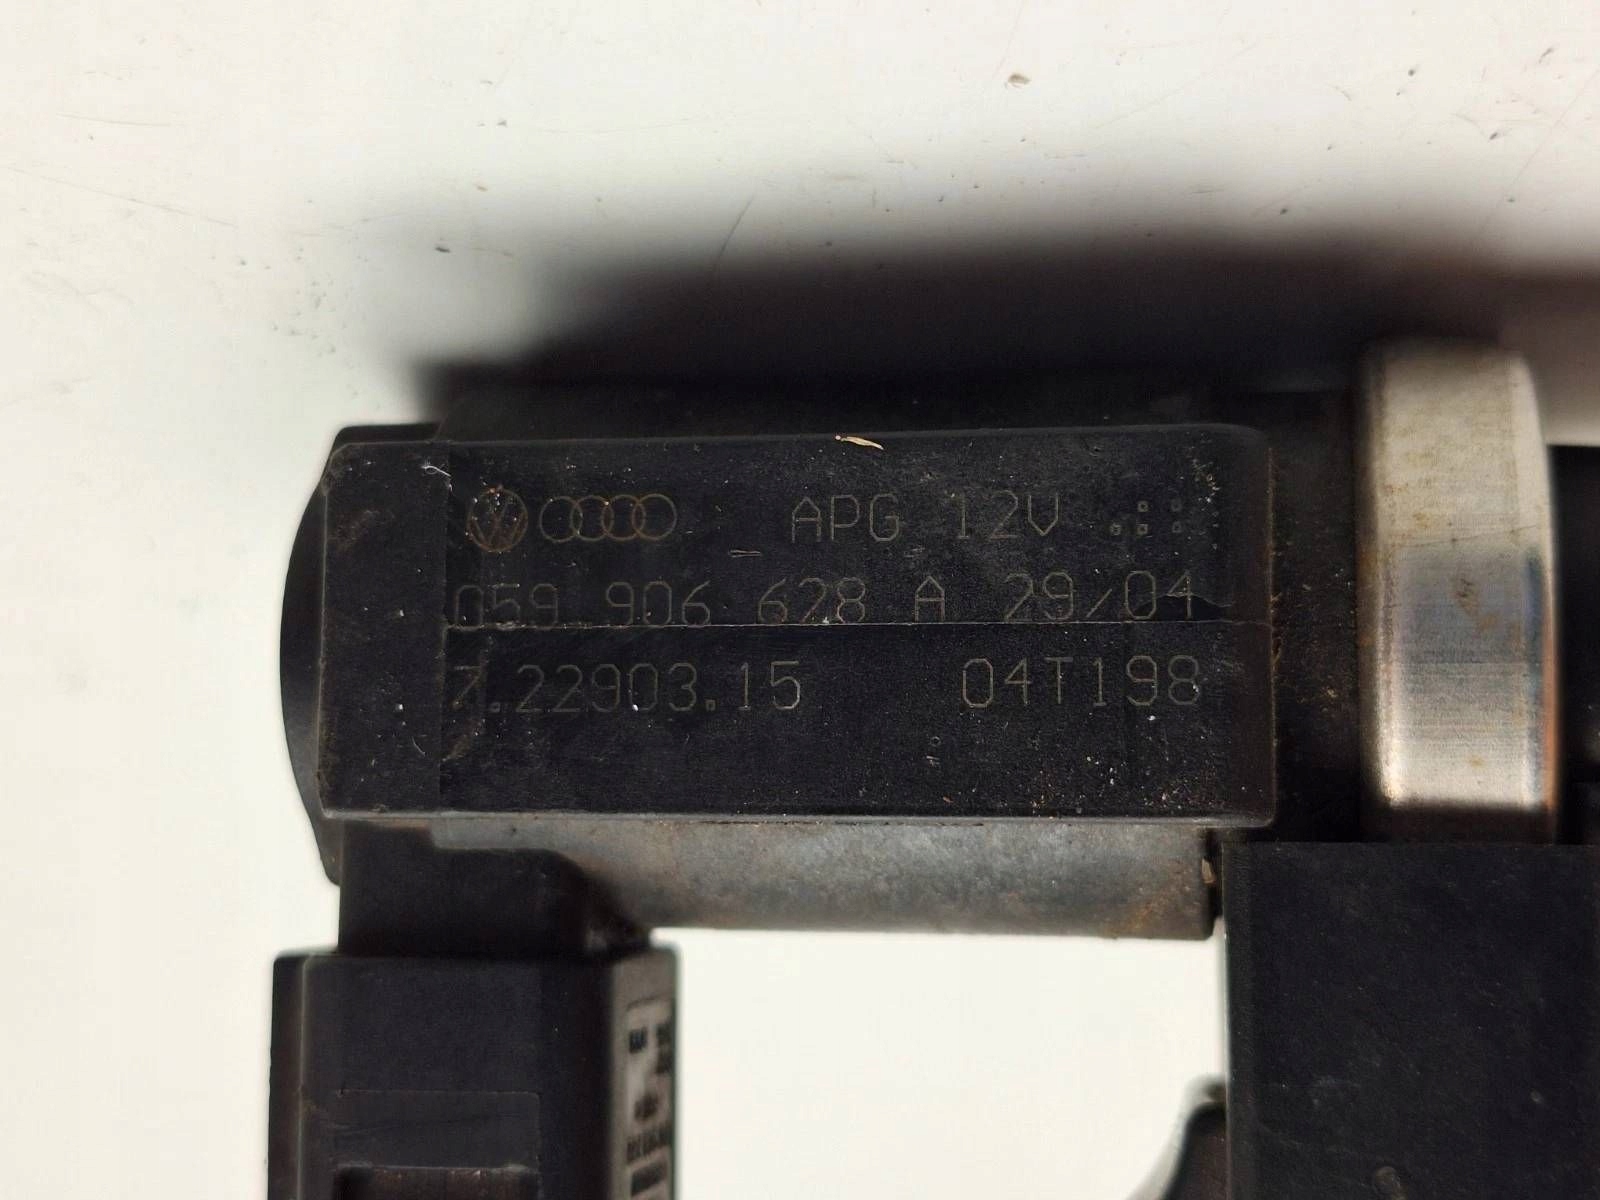 APG 12V
059 906 628 A 29/04
7.22903.15 04T198